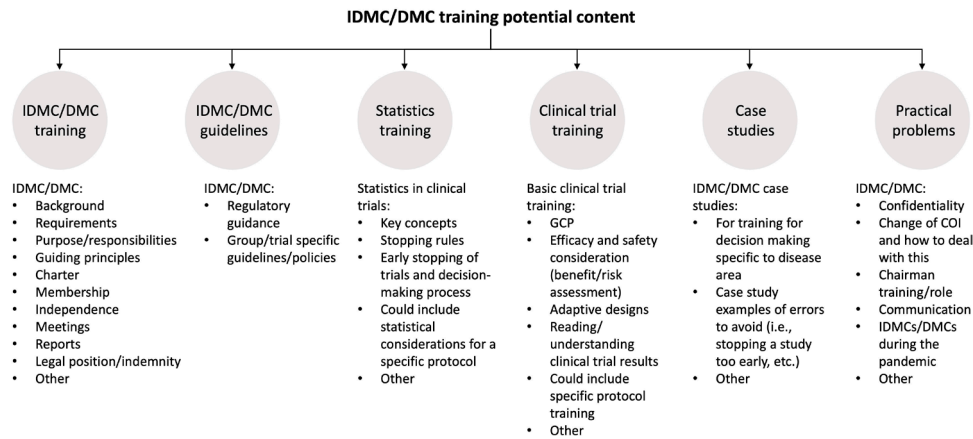 IDMC/DMC training potential content
IDMC/DMC
training
IDMC/DMC
guidelines
Statistics
training
Clinical trial
training
Case
studies
Practical
problems
IDMC/DMC:
• Background
• Requirements
• Purpose/responsibilities
• Guiding principles
• Charter
• Membership
• Independence
• Meetings
• Reports
• Legal position/indemnity
• Other
IDMC/DMC:
• Regulatory
guidance
• Group/trial specific
guidelines/policies
Statistics in clinical
trials:
• Key concepts
• Stopping rules
• Early stopping of
trials and decision-
making process
• Could include
statistical
considerations for a
specific protocol
• Other
Basic clinical trial
training:
• GCP
• Efficacy and safety
consideration
(benefit/risk
assessment)
• Adaptive designs
• Reading/
understanding
clinical trial results
• Could include
specific protocol
training
• Other
IDMC/DMC case
studies:
• For training for
decision making
specific to disease
area
• Case study
examples of errors
to avoid (i.e.,
stopping a study
too early, etc.)
• Other
IDMC/DMC:
• Confidentiality
• Change of COI
and how to deal
with this
• Chairman
training/role
• Communication
• IDMCs/DMCs
during the
pandemic
• Other